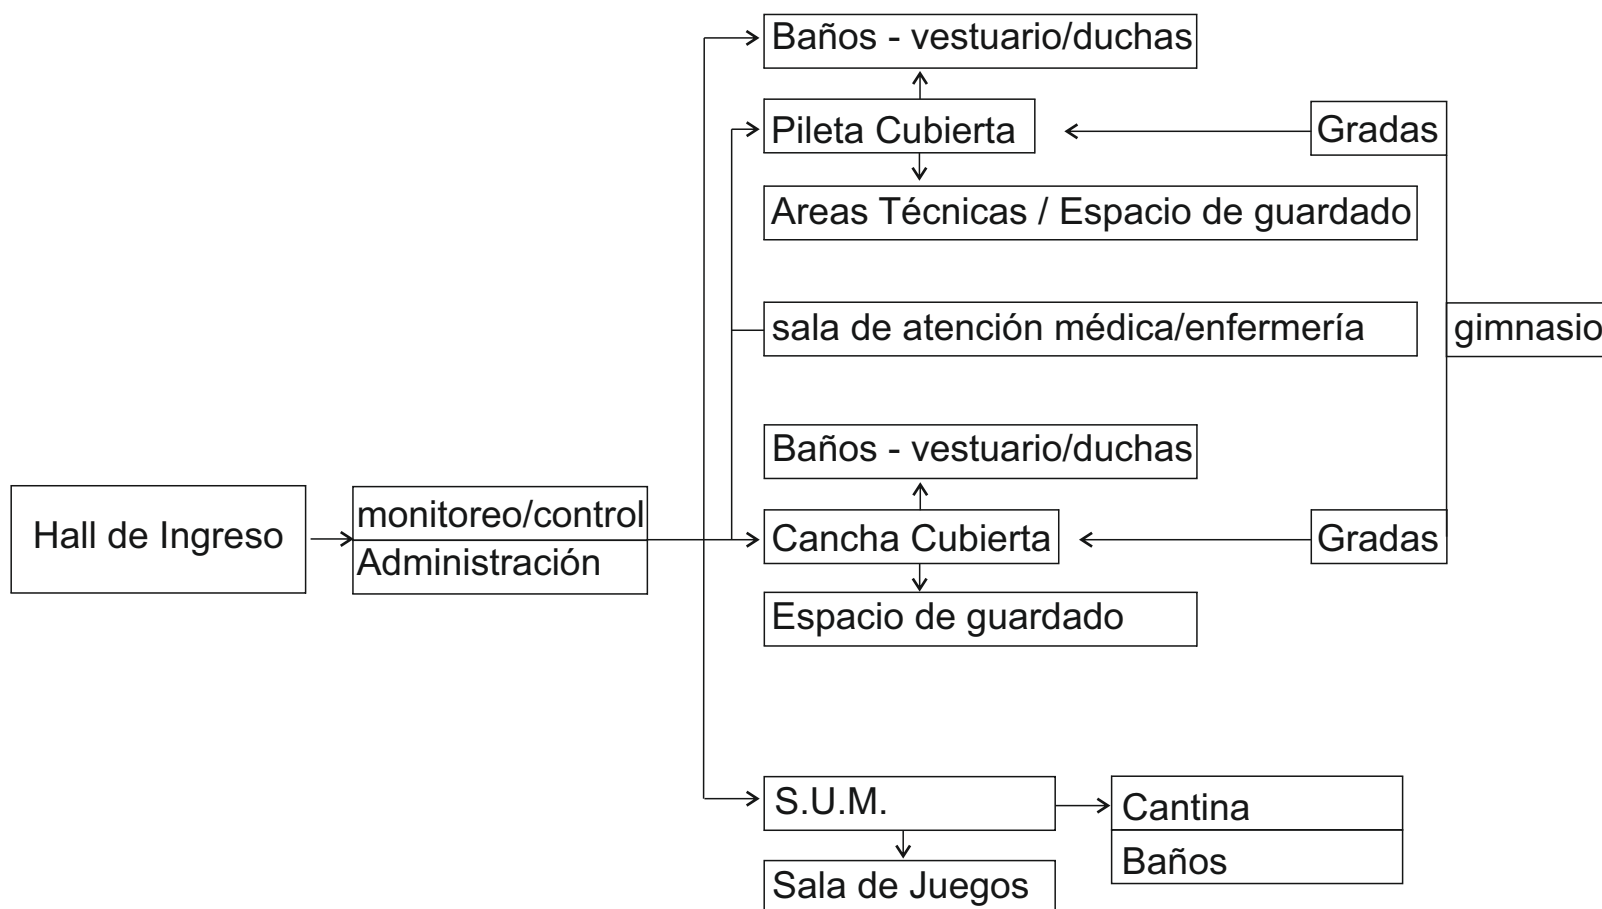 Baños - vestuario/duchas
Pileta Cubierta
Gradas
Areas Técnicas / Espacio de guardado
sala de atención médica/enfermería
gimnasio
Baños - vestuario/duchas
Hall de Ingreso
monitoreo/control
Administración
Cancha Cubierta
Gradas
Espacio de guardado
S.U.M.
Cantina
Baños
Sala de Juegos